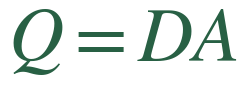 Q = DA